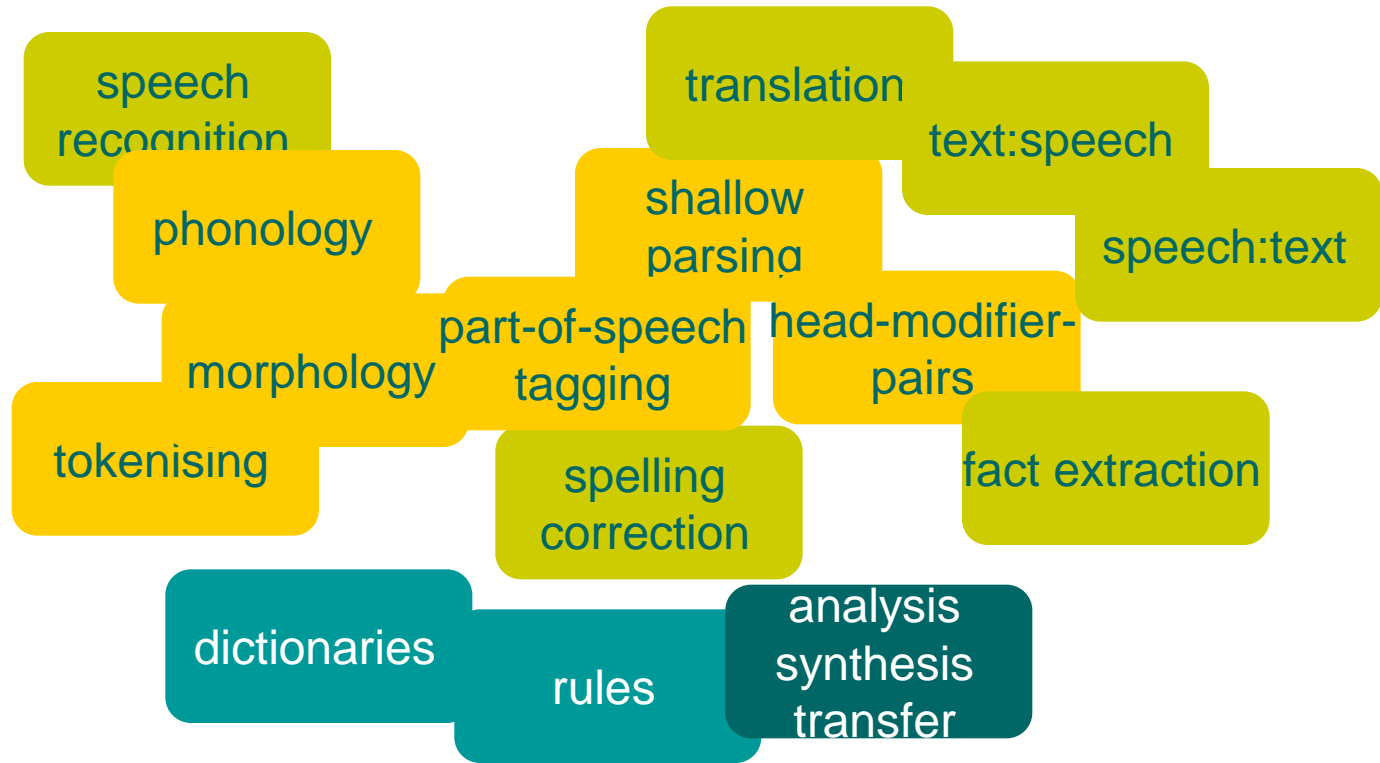 speech
recognition
translation
text:speech
phonology
shallow
parsing
speech:text
morphology
part-of-speech
tagging
head-modifier-
pairs
tokenising
spelling
correction
fact extraction
dictionaries
rules
analysis
synthesis
transfer